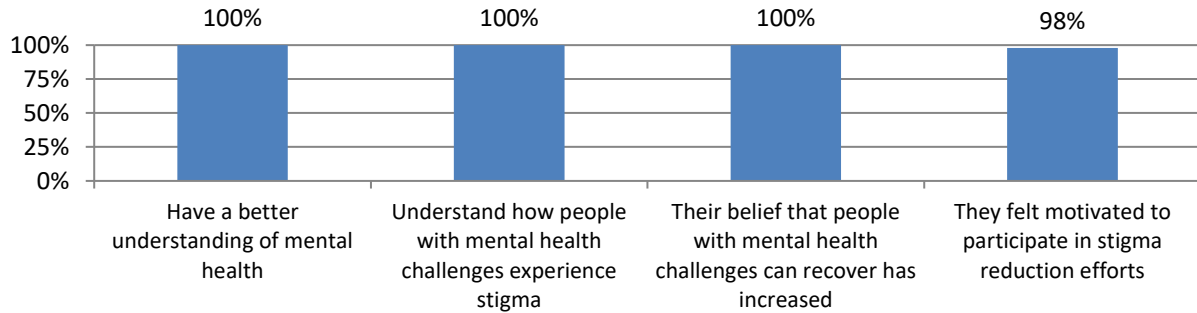 100%
100%
100%
98%
100%
75%
50%
25%
0%
Have a better
understanding of mental
health
Understand how people
with mental health
challenges experience
stigma
Their belief that people
with mental health
challenges can recover has
increased
They felt motivated to
participate in stigma
reduction efforts